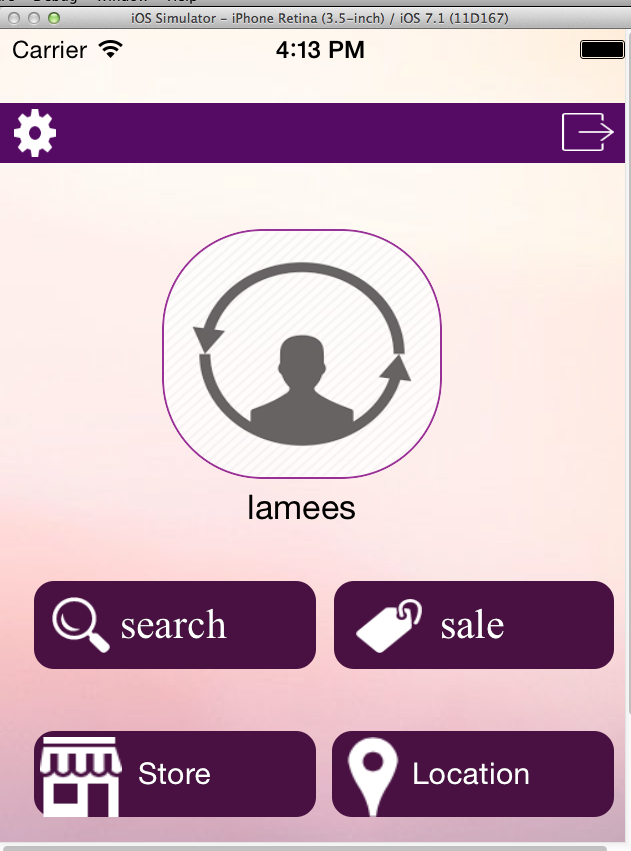 iOS Simulator - iPhone Retina (3.5-inch) / iOS 7.1 (11D167)
Carrier 4:13 PM
lamees
search sale
Store Location